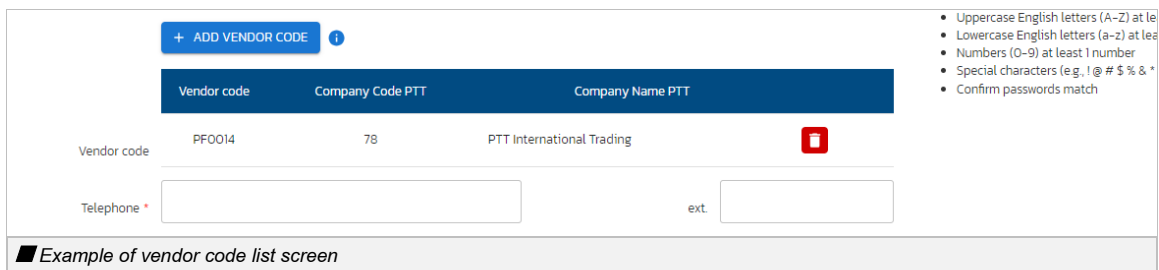 + ADD VENDOR CODE
Vendor code Company Code PTT Company Name PTT
PF0014 78 PTT International Trading
Vendor code
Telephone * ext.
• Uppercase English letters (A-Z) at le
• Lowercase English letters (a-z) at lea
• Numbers (0-9) at least 1 number
• Special characters (e.g., ! @ # $ % & *
• Confirm passwords match
Example of vendor code list screen